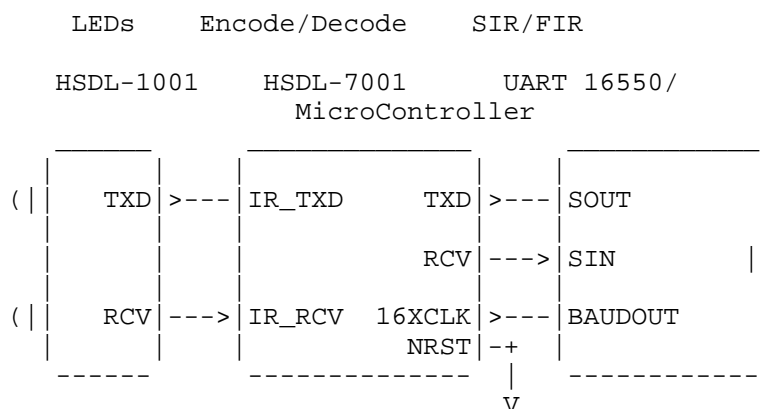 LEDs Encode/Decode SIR/FIR
HSDL-1001 HSDL-7001 UART 16550/
MicroController
(|| TXD|>---|IR_TXD TXD|>---|SOUT
RCV|--->|SIN |
(|| RCV|--->|IR_RCV 16XCLK|>---|BAUDOUT
NRST|-+ |
V